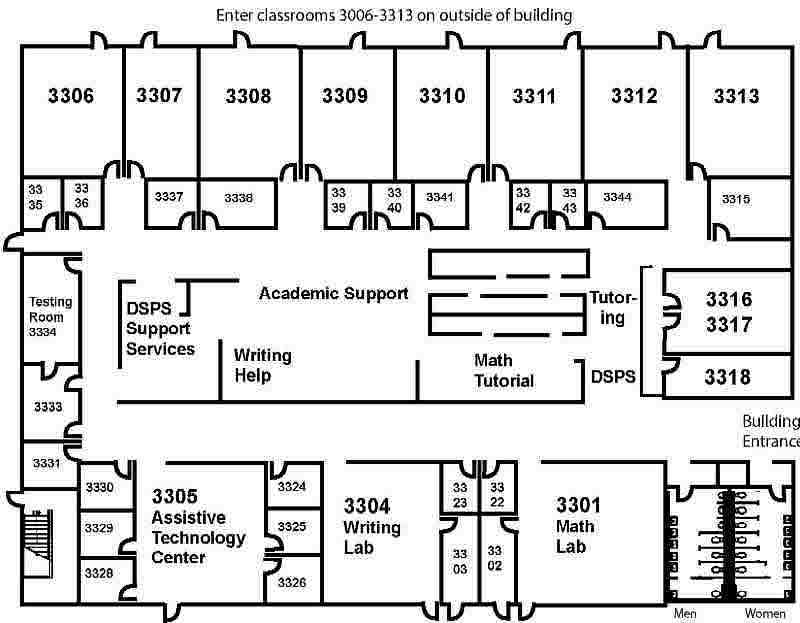 Enter classrooms 3006-3313 on outside of building
3306
3307
3308
3309
3310
3311
3312
3313
33
35
33
36
3337
3338
33
39
33
40
3341
33
42
33
43
3344
3315
Testing
Room
3334
DSPS
Support
Services
Academic Support
Writing
Help
Math
Tutorial
Tutor-
ing
DSPS
3316
3317
3318
Building
Entrance
3333
3331
3330
3329
3328
3305
Assistive
Technology
Center
3324
3325
3326
3304
Writing
Lab
33
23
33
22
33
03
33
02
3301
Math
Lab
Men
Women